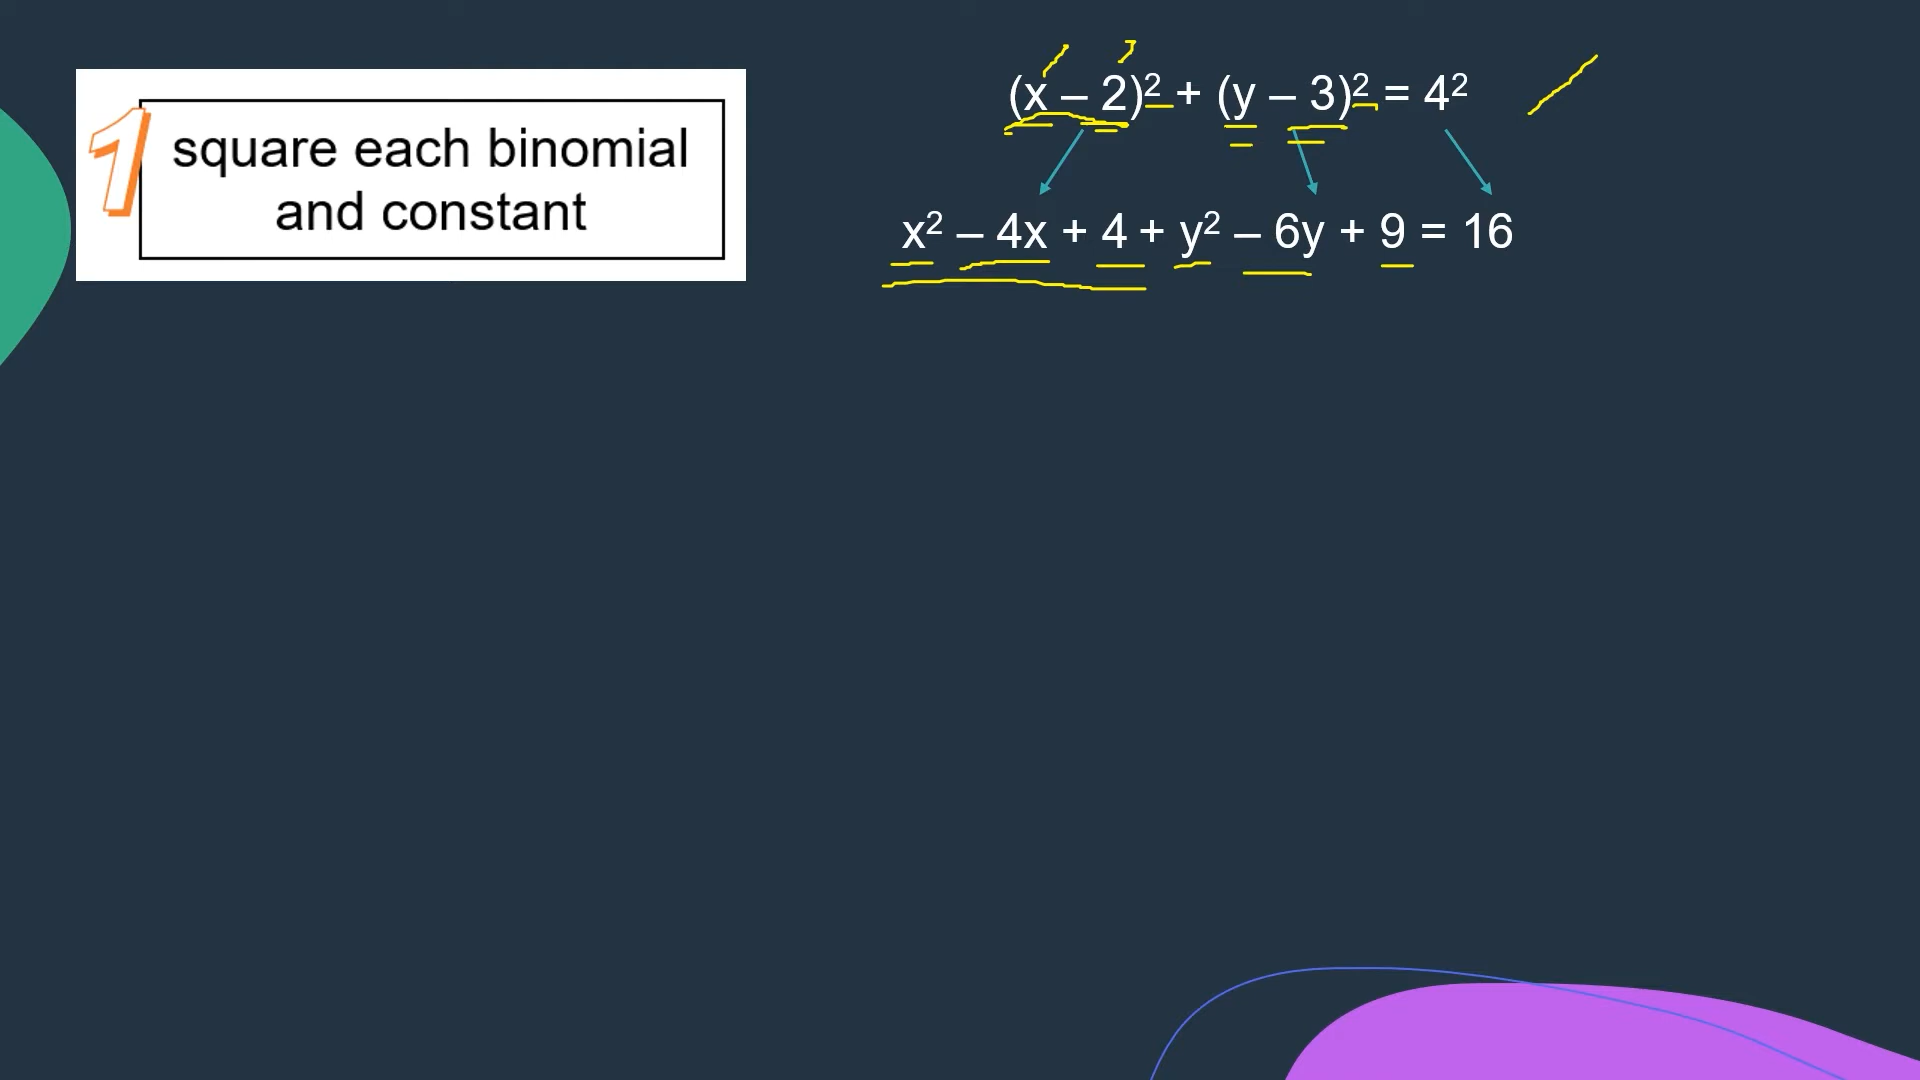 1
square each binomial
and constant
(x – 2)² + (y – 3)² = 4²
x² – 4x + 4 + y² – 6y + 9 = 16